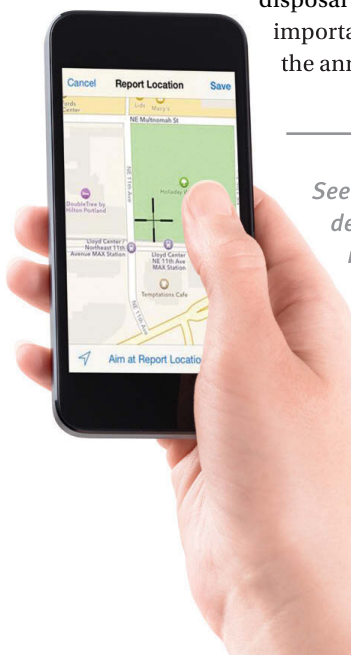 disposal
importa
the ann
Cancel Report Location Save
Center
Lids Macy's
NE Multnomah St
NE 11th Ave
Holladay P
DoubleTree by
Hilton Portland
Lloyd Center /
Northeast 11th
Avenue MAX Station
Lloyd Center
NE 11th Ave
MAX Station
Temptations Cafe
NE 11th Ave
Aim at Report Locatio
See
de